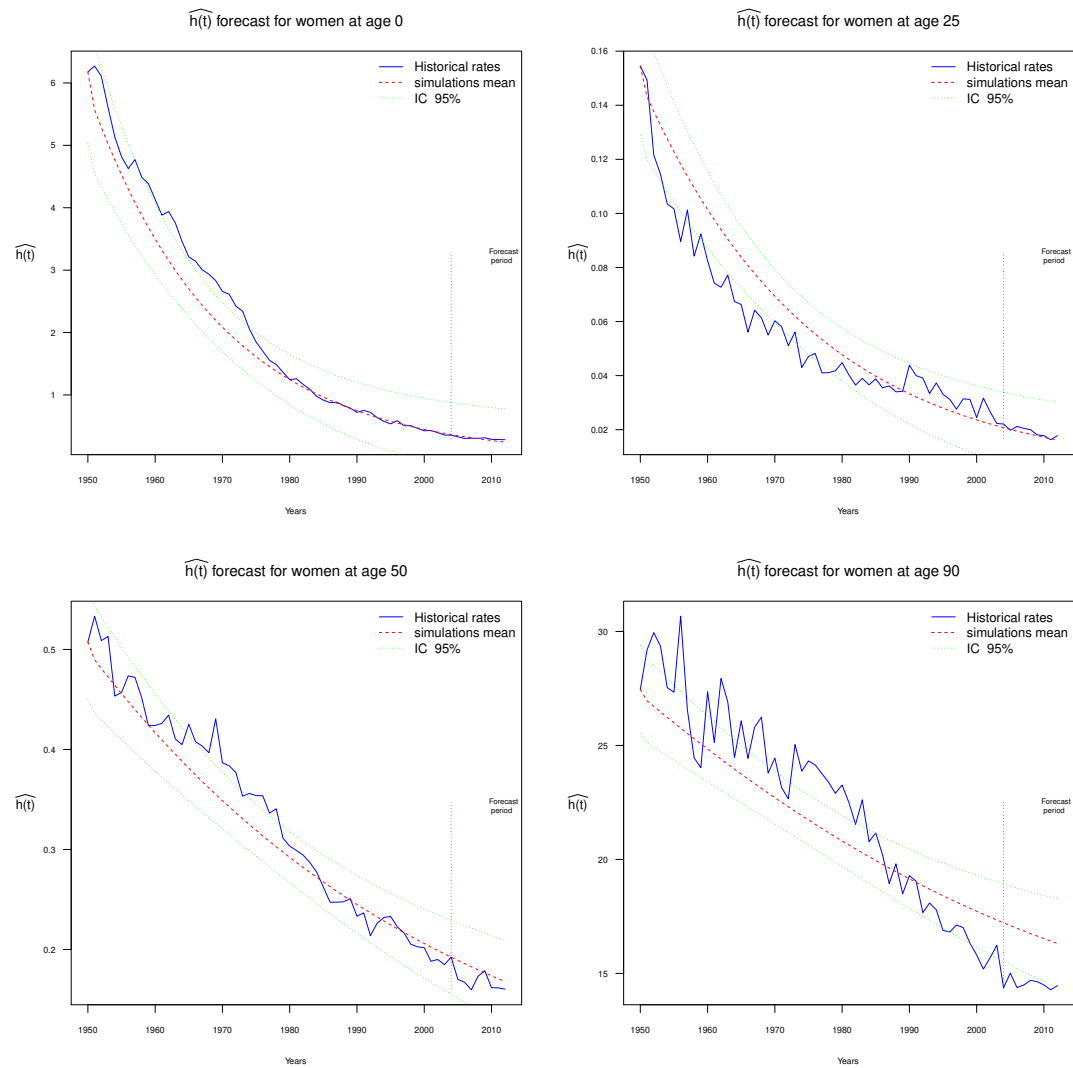 h(t) forecast for women at age 0
Historical rates
simulations mean
IC 95%
6
5
4
3
2
1
h(t)
Forecast
period
1950
1960
1970
1980
1990
2000
2010
Years
h(t) forecast for women at age 25
Historical rates
simulations mean
IC 95%
0.16
0.14
0.12
0.10
0.08
0.06
0.04
0.02
h(t)
Forecast
period
1950
1960
1970
1980
1990
2000
2010
Years
h(t) forecast for women at age 50
Historical rates
simulations mean
IC 95%
0.5
0.4
0.3
0.2
h(t)
Forecast
period
1950
1960
1970
1980
1990
2000
2010
Years
h(t) forecast for women at age 90
Historical rates
simulations mean
IC 95%
30
25
20
15
h(t)
Forecast
period
1950
1960
1970
1980
1990
2000
2010
Years